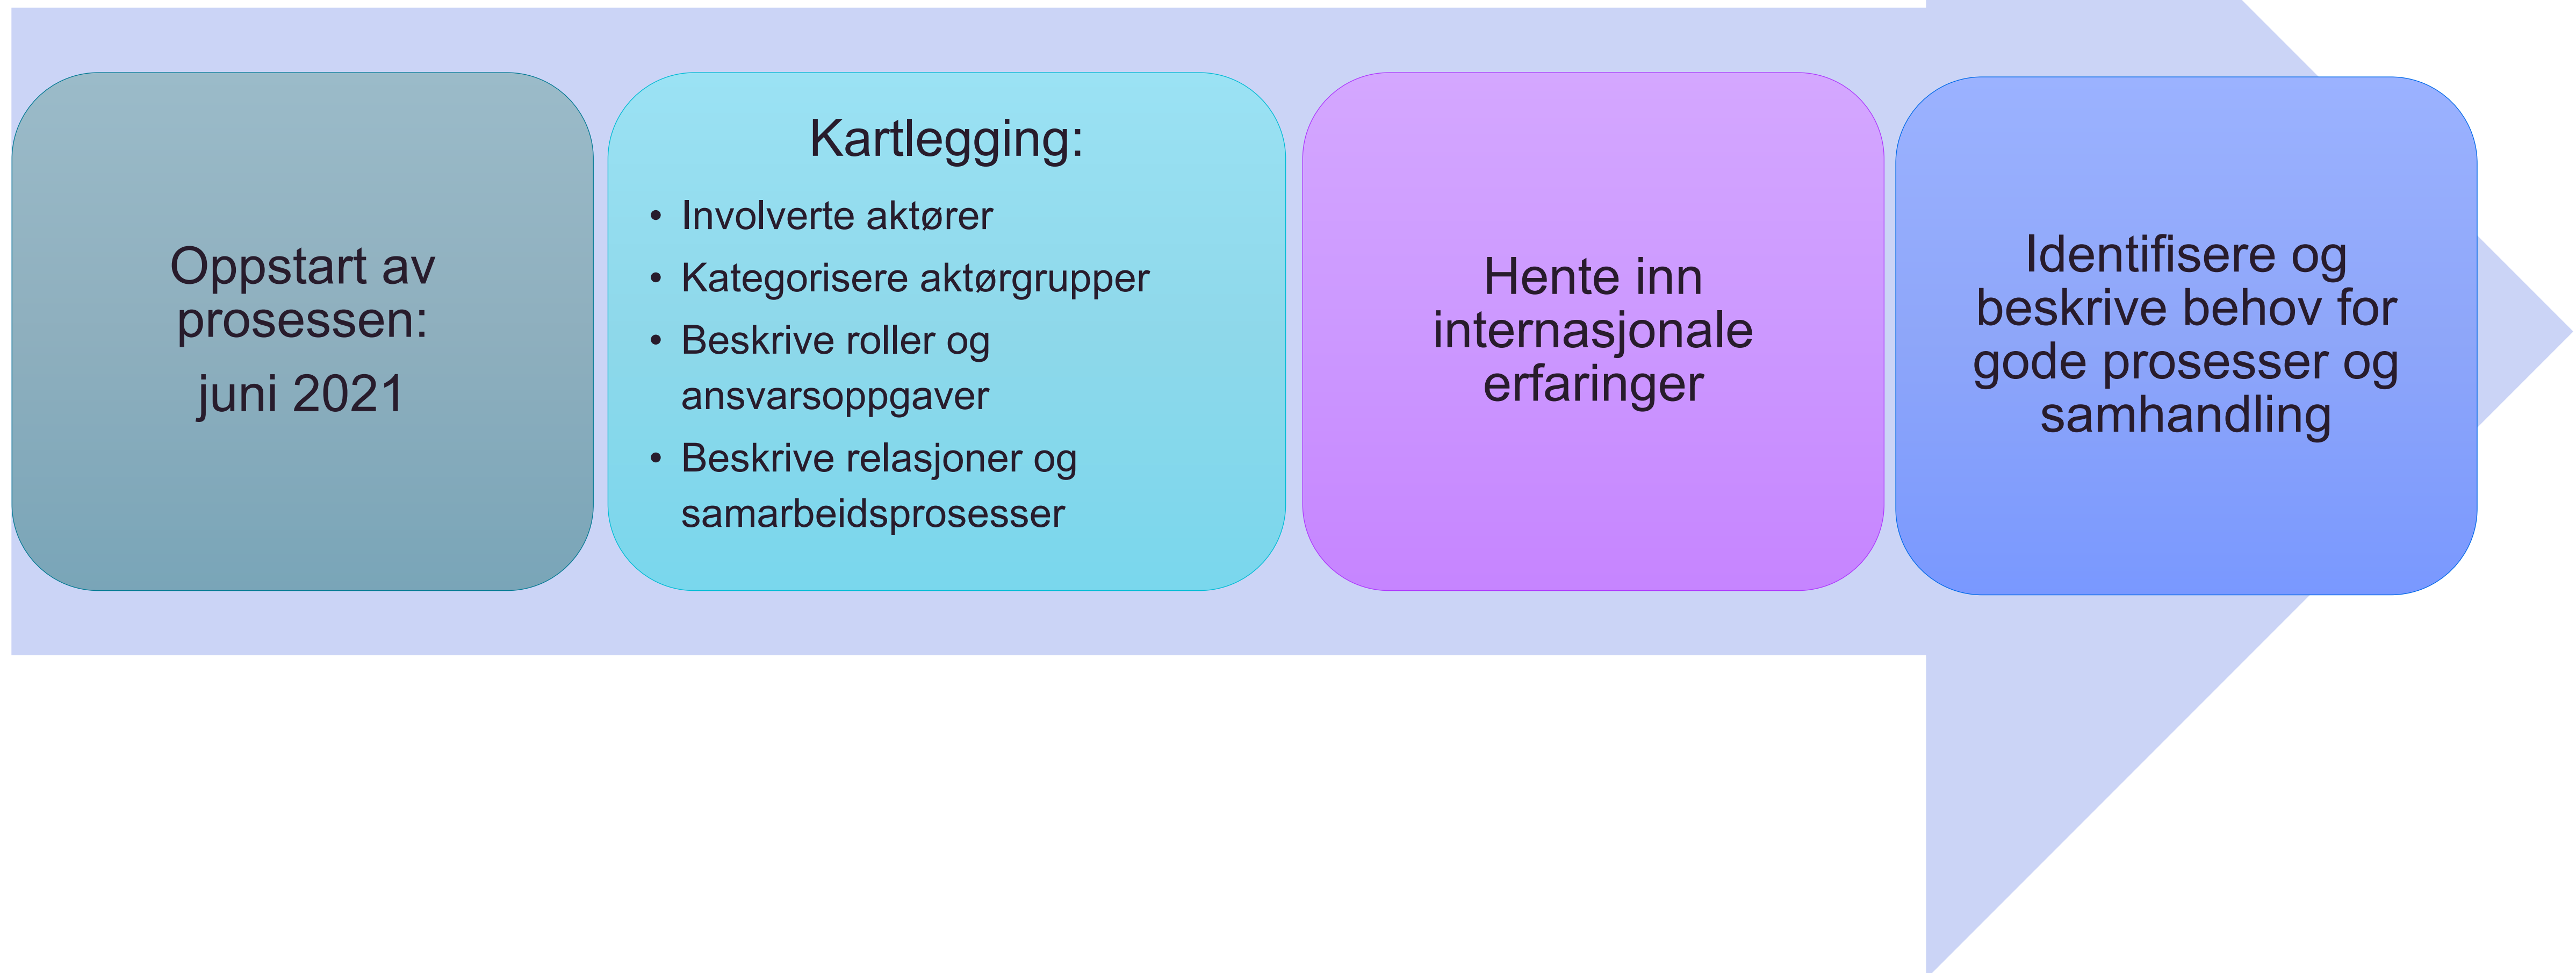 Oppstart av
prosessen:
juni 2021
Kartlegging:
• Involverte aktører
• Kategorisere aktørgrupper
• Beskrive roller og
ansvarsoppgaver
• Beskrive relasjoner og
samarbeidsprosesser
Hente inn
internasjonale
erfaringer
Identifisere og
beskrive behov for
gode prosesser og
samhandling